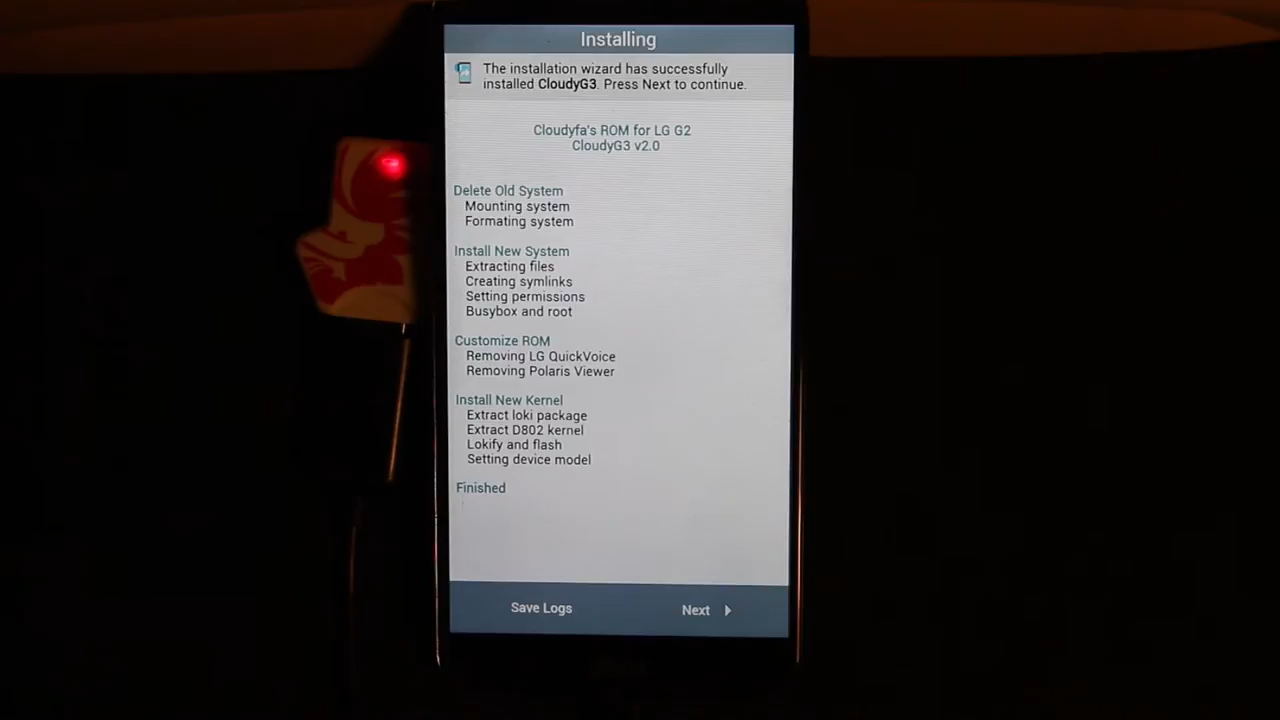 Installing
The installation wizard has successfully
installed CloudyG3. Press Next to continue.
Cloudyfa's ROM for LG G2
CloudyG3 v2.0
Delete Old System
Mounting system
Formating system
Install New System
Extracting files
Creating symlinks
Setting permissions
Busybox and root
Customize ROM
Removing LG QuickVoice
Removing Polaris Viewer
Install New Kernel
Extract loki package
Extract D802 kernel
Lokify and flash
Setting device model
Finished
Save Logs
Next